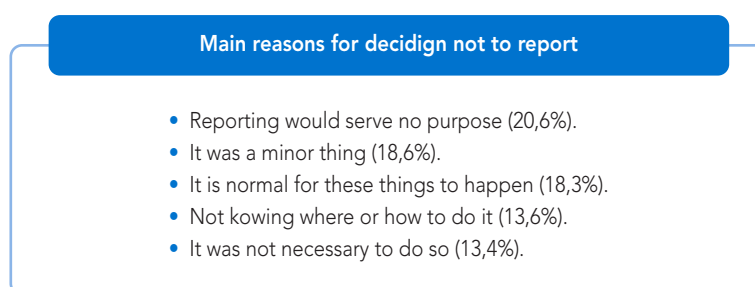 Main reasons for decidign not to report
• Reporting would serve no purpose (20,6%).
• It was a minor thing (18,6%).
• It is normal for these things to happen (18,3%).
• Not kowing where or how to do it (13,6%).
• It was not necessary to do so (13,4%).